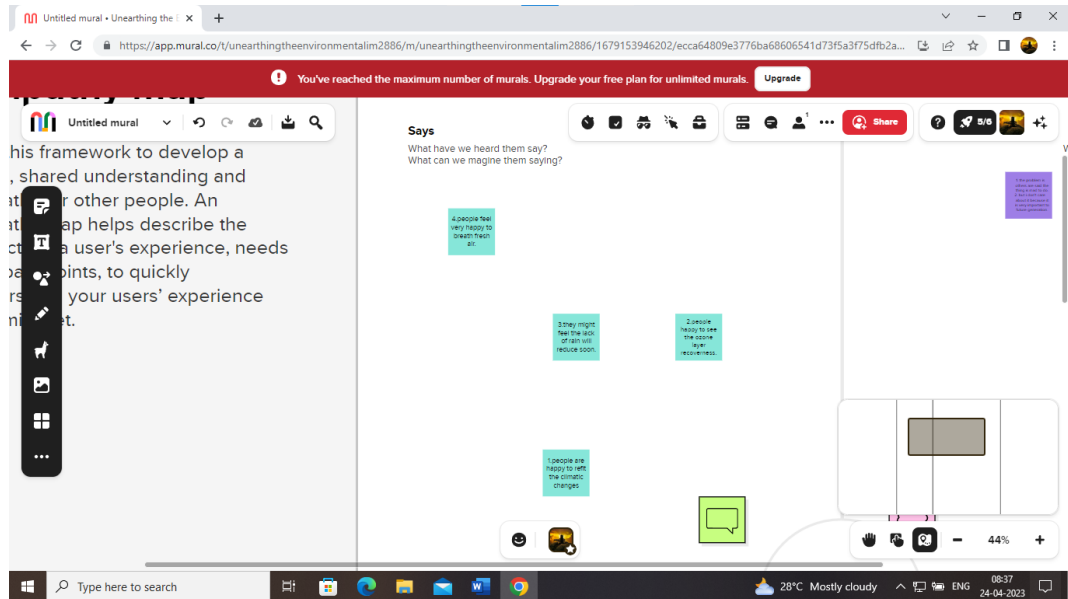 Untitled mural • Unearthing the
https://app.mural.co/t/unearthingtheenvironmentalim2886/m/unearthingtheenvironmentalim2886/1679153946202/ecca64809e3776ba68606541d73f5a3f75dfb2a...
You've reached the maximum number of murals. Upgrade your free plan for unlimited murals.
Upgrade
map
Untitled mural
Share
5/6
his framework to develop a
, shared understanding and
r other people. An
ap helps describe the
a user's experience, needs
oints, to quickly
your users' experience
et.
Says
What have we heard them say?
What can we magine them saying?
4.people feel
very happy to
breath fresh
air.
3.they might
feel the lack
of rain will
reduce soon.
2.people
happy to see
the ozone
layer
recoverness.
1.people are
happy to refit
the climatic
changes
44%
Type here to search
28°C Mostly cloudy
ENG
08:37
24-04-2023